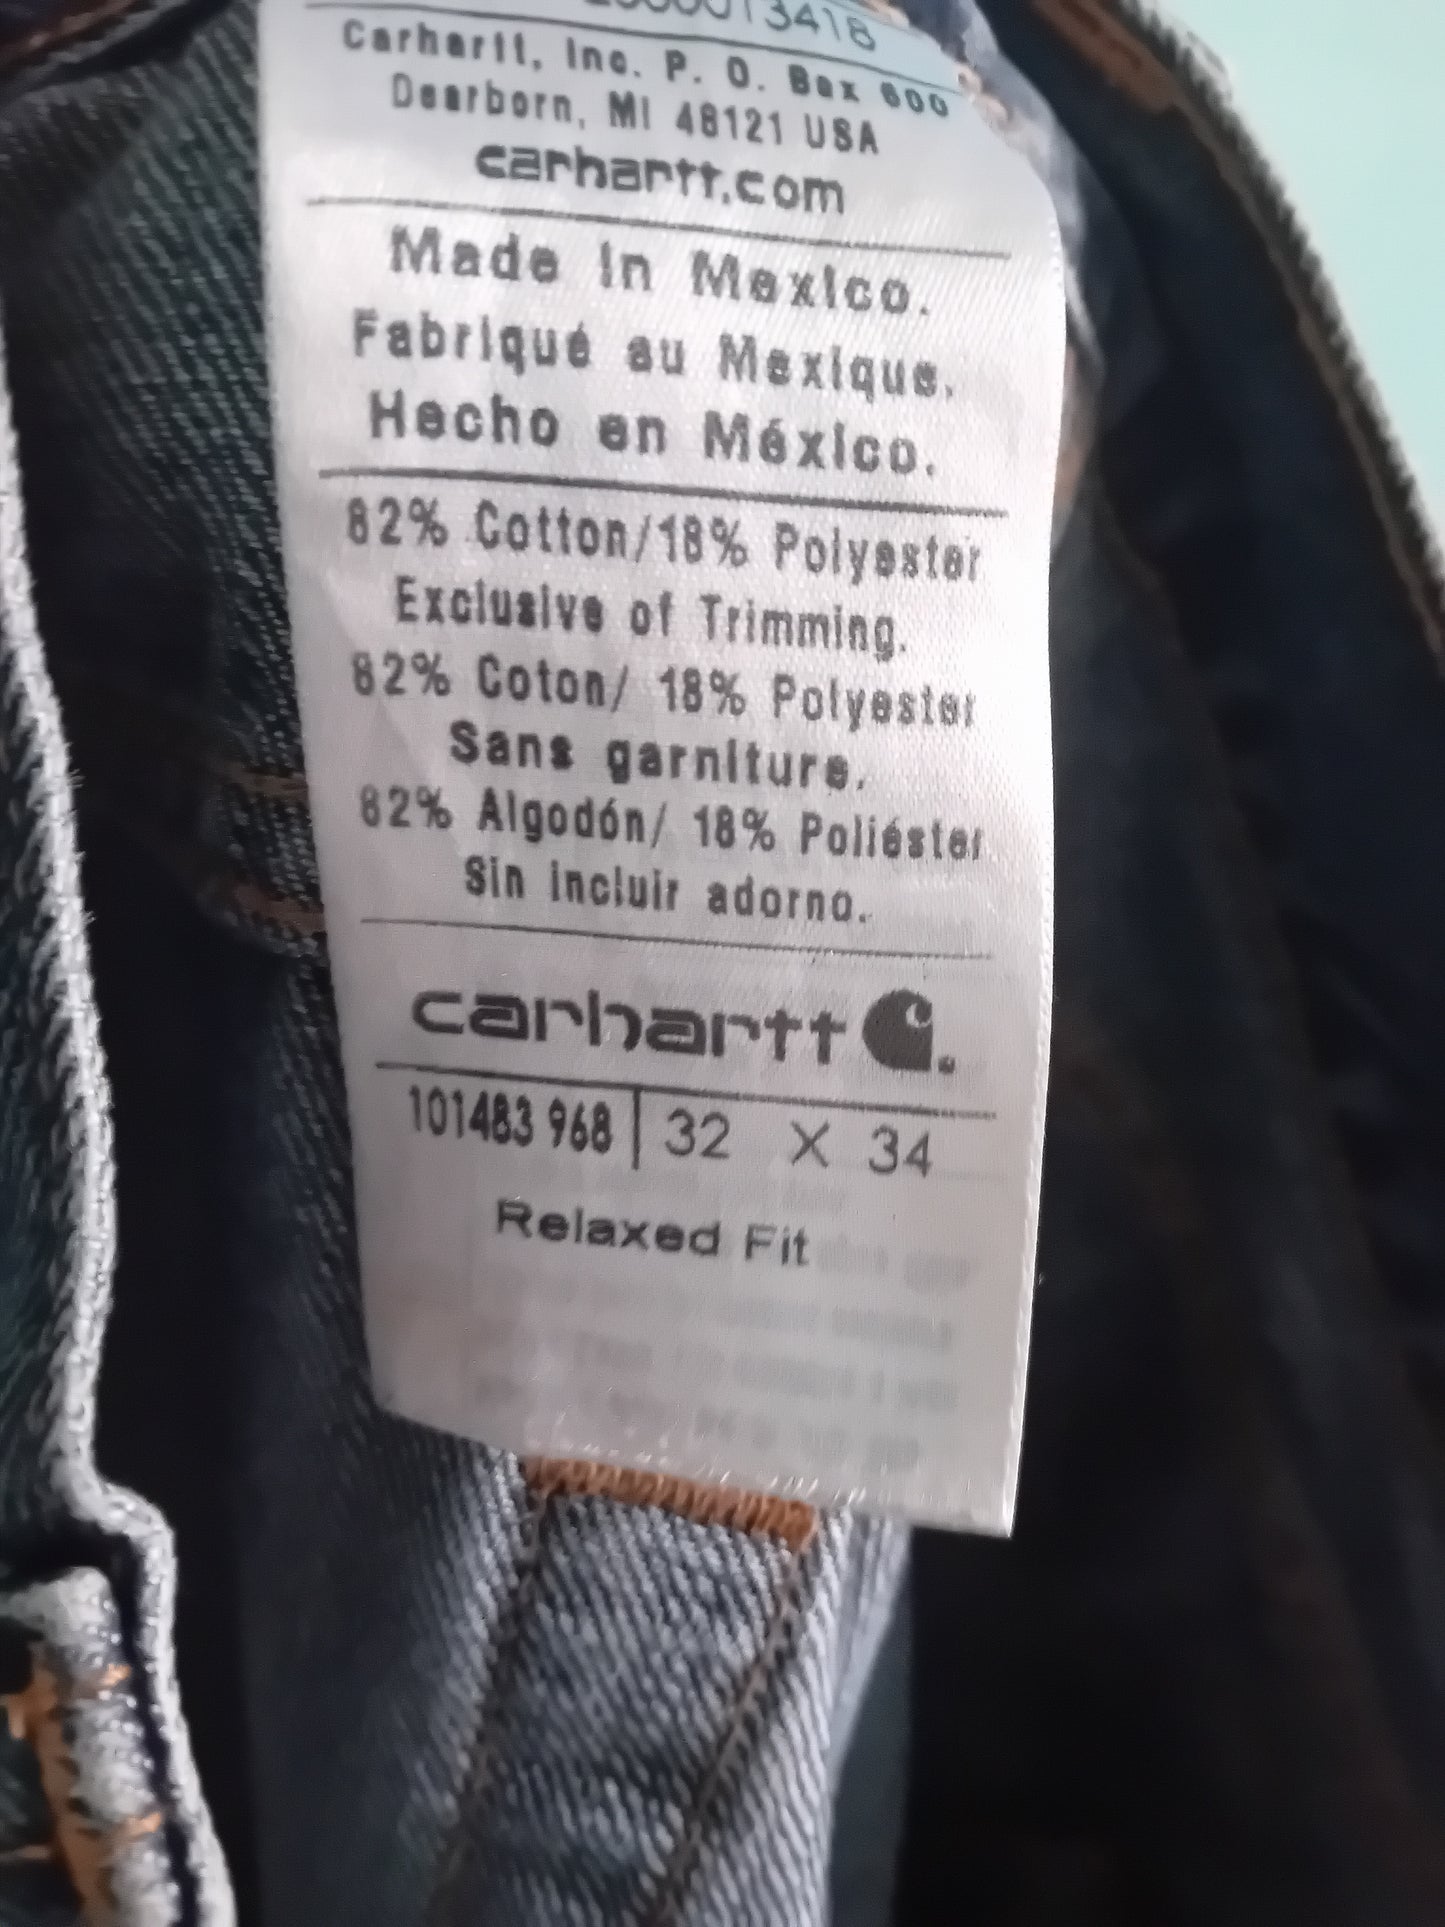 13418
Carhartt, Inc. P. O. Box 600
Dearborn, MI 48121 USA
carhartt.com
Made in Mexico.
Fabriqué au Mexique.
Hecho en México.
82% Cotton/18% Polyester
Exclusive of Trimming.
82% Coton/ 18% Polyester
Sans garniture.
82% Algodón/ 18% Poliéster
Sin incluir adorno.
carhartt
101483 968 | 32 X 34
Relaxed Fit